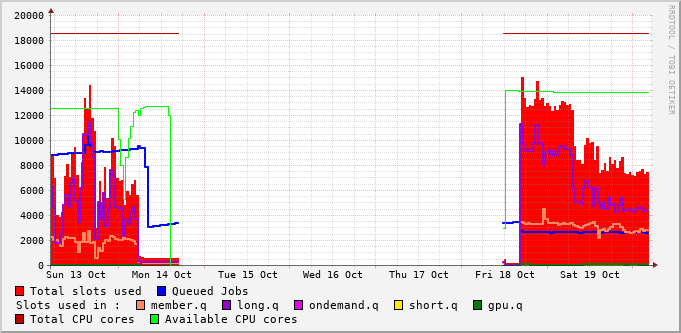 RRDTOOL / TOBI OETIKER
20000
18000
16000
14000
12000
10000
8000
6000
4000
2000
0
Sun 13 Oct Mon 14 Oct Tue 15 Oct Wed 16 Oct Thu 17 Oct Fri 18 Oct Sat 19 Oct
Total slots used Queued Jobs
Slots used in : member.q long.q ondemand.q short.q gpu.q
Total CPU cores Available CPU cores